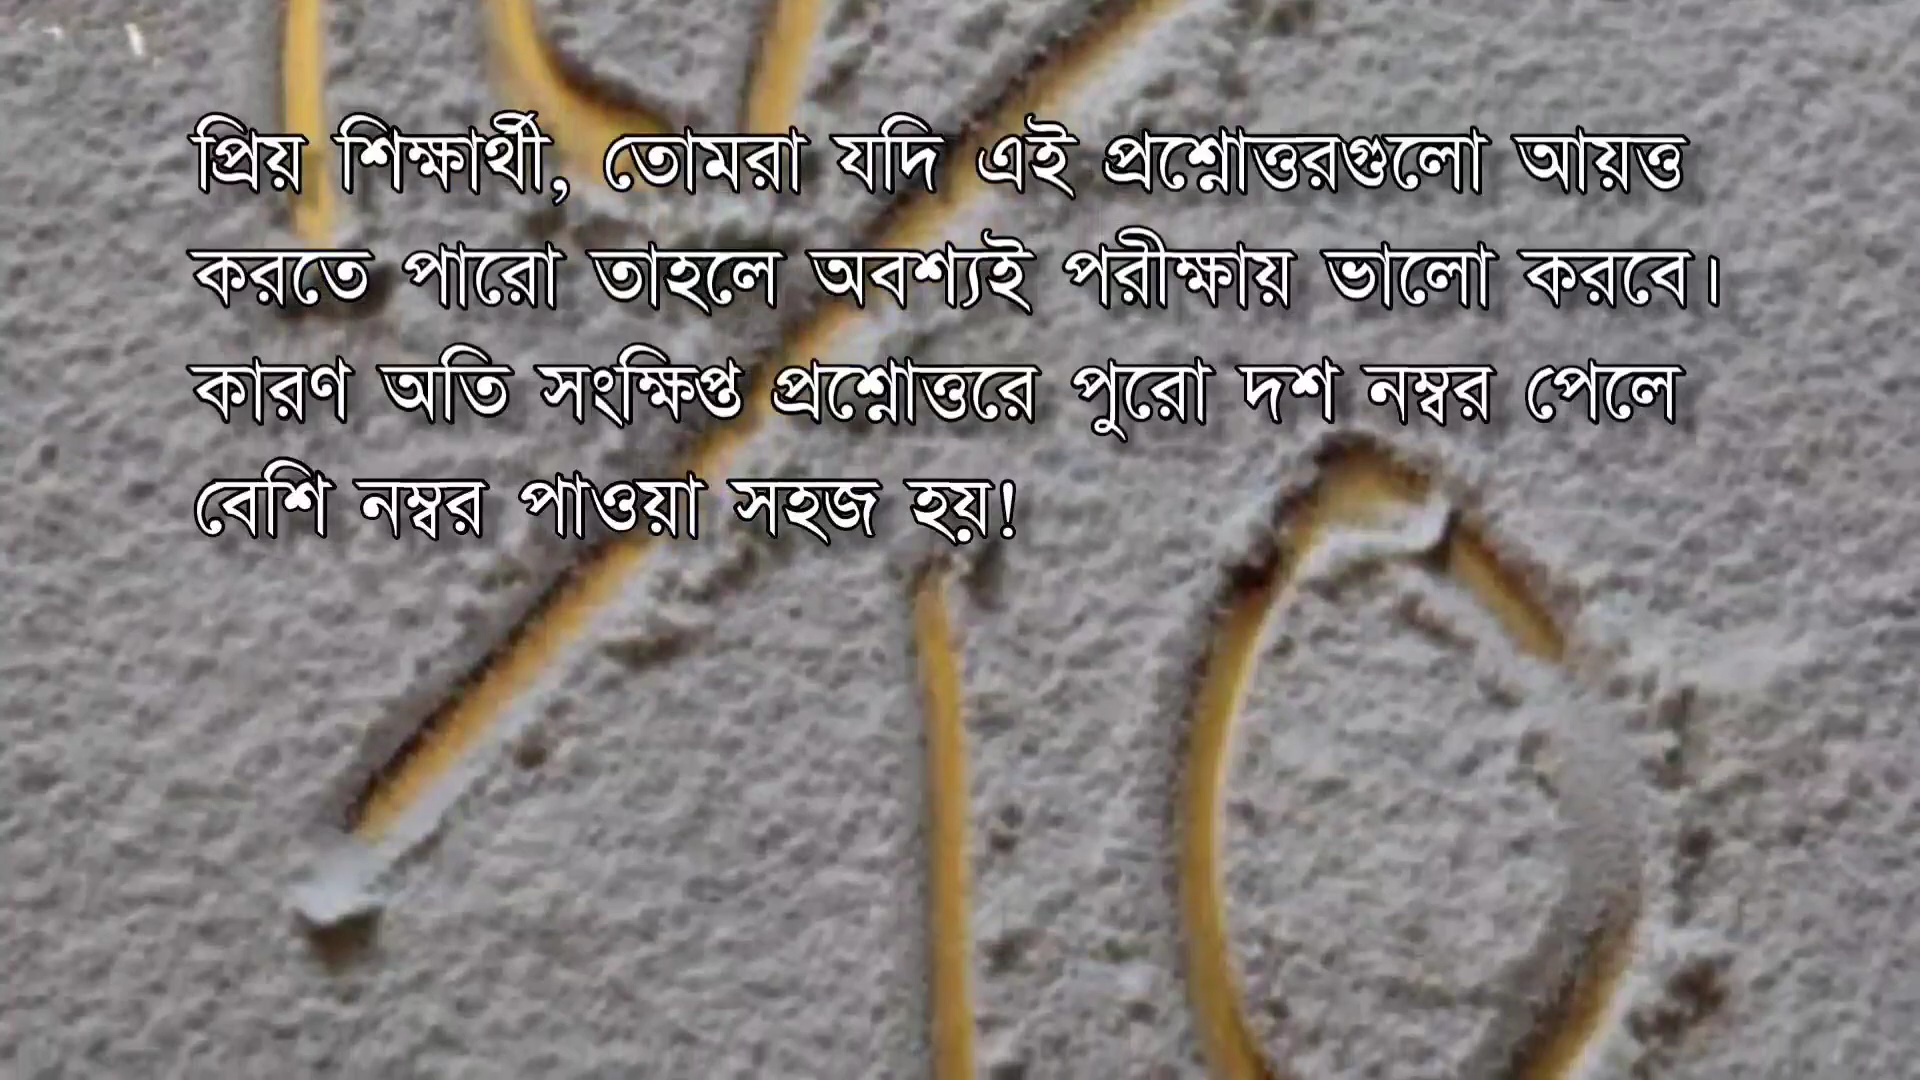 প্রিয় শিক্ষার্থী, তোমরা যদি এই প্রশ্নোত্তরগুলো আয়ত্ত
করতে পারো তাহলে অবশ্যই পরীক্ষায় ভালো করবে।
কারণ অতি সংক্ষিপ্ত প্রশ্নোত্তরে পুরো দশ নম্বর পেলে
বেশি নম্বর পাওয়া সহজ হয়!